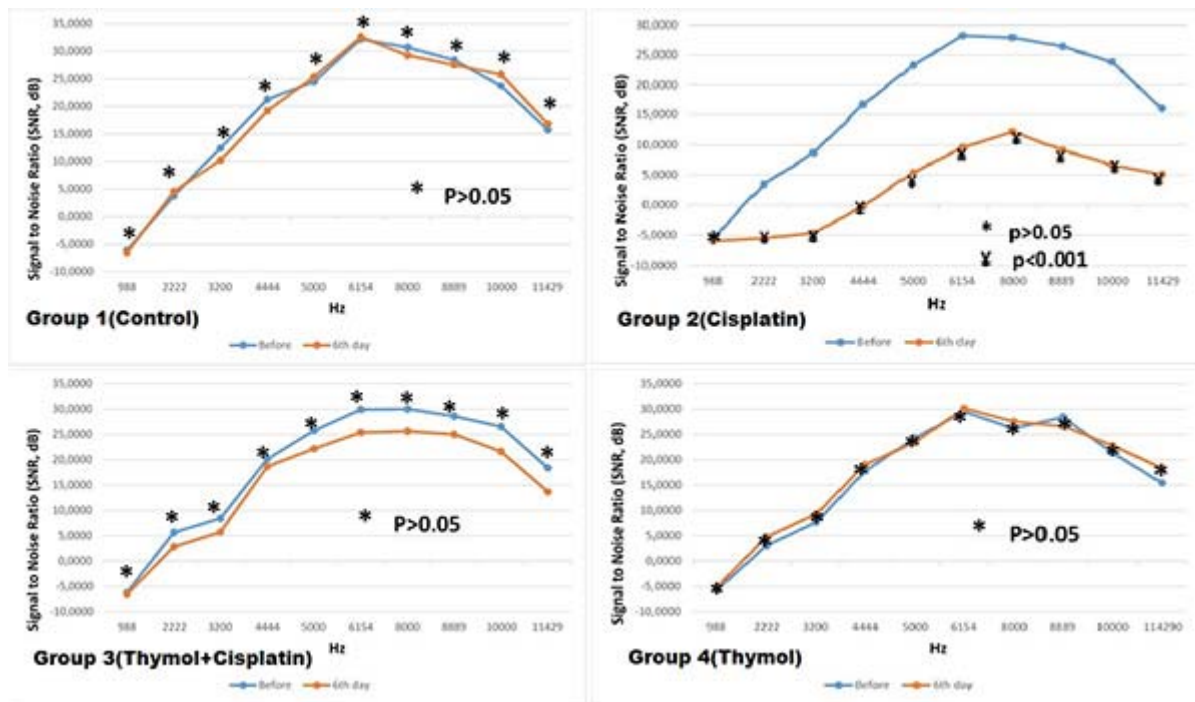 Signal to Noise Ratio (SNR, dB)
35,0000
30,0000
25,0000
20,0000
15,0000
10,0000
5,0000
0,0000
-5,0000
-10,0000
* P>0.05
988 2222 3200 4444 5000 6154 8000 8889 10000 11429
Hz
Group 1(Control)
Before 6th day
Signal to Noise Ratio (SNR, dB)
30,0000
25,0000
20,0000
15,0000
10,0000
5,0000
0,0000
-5,0000
-10,0000
* p>0.05
¥ p<0.001
988 2222 3200 4444 5000 6154 8000 8889 10000 11429
Hz
Group 2(Cisplatin)
Before 6th day
Signal to Noise Ratio (SNR, dB)
35,0000
30,0000
25,0000
20,0000
15,0000
10,0000
5,0000
0,0000
-5,0000
-10,0000
* P>0.05
988 2222 3200 4444 5000 6154 8000 8889 10000 11429
Hz
Group 3(Thymol+Cisplatin)
Before 6th day
Signal to Noise Ratio (SNR, dB)
35,0000
30,0000
25,0000
20,0000
15,0000
10,0000
5,0000
0,0000
-5,0000
-10,0000
* P>0.05
988 2222 3200 4444 5000 6154 8000 8889 10000 114290
Hz
Group 4(Thymol)
Before 6th day